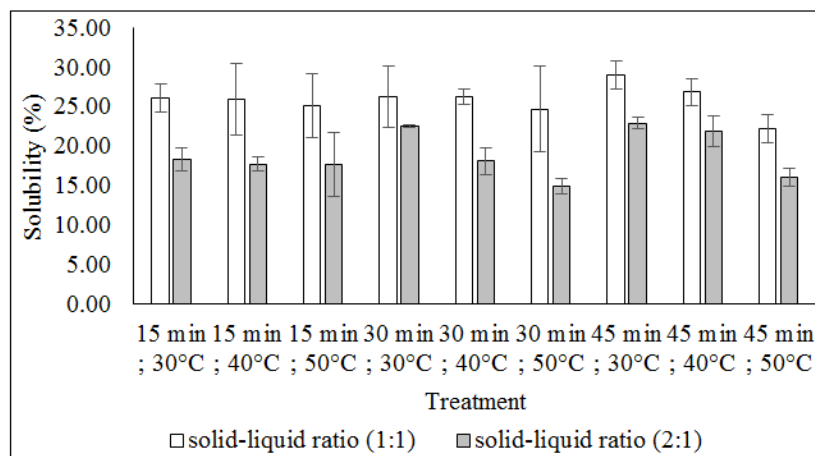 35.00
30.00
25.00
20.00
15.00
10.00
5.00
0.00
Solubility (%)
15 min 15 min 15 min 30 min 30 min 30 min 45 min 45 min 45 min
; 30°C ; 40°C ; 50°C ; 30°C ; 40°C ; 50°C ; 30°C ; 40°C ; 50°C
Treatment
solid-liquid ratio (1:1) solid-liquid ratio (2:1)